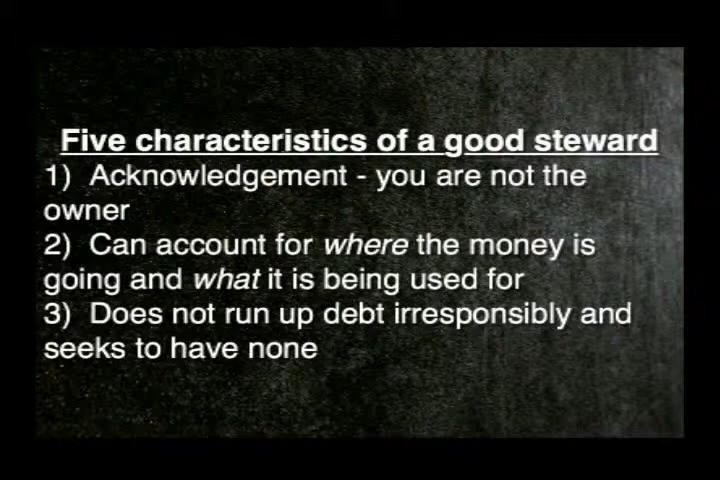 Five characteristics of a good steward
1) Acknowledgement - you are not the
owner
2) Can account for where the money is
going and what it is being used for
3) Does not run up debt irresponsibly and
seeks to have none